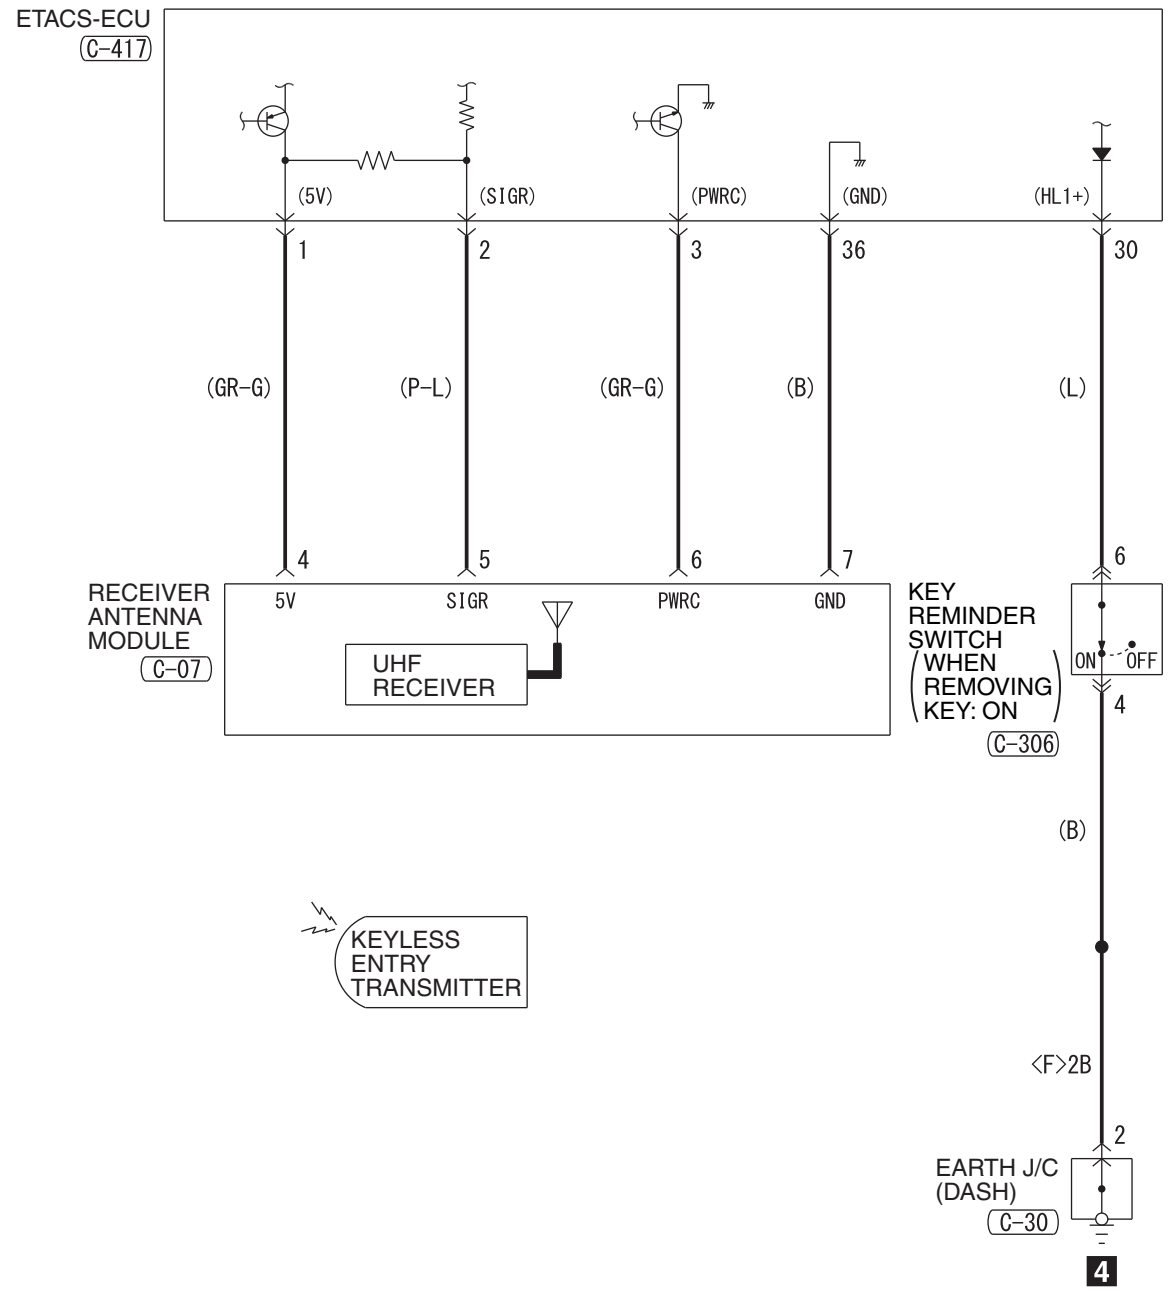 ETACS-ECU
C-417
(5V)
(SIGR)
(PWRC)
(GND)
(HL1+)
1
2
3
36
30
(GR-G)
(P-L)
(GR-G)
(B)
(L)
4
5
6
7
6
RECEIVER
ANTENNA
MODULE
C-07
5V
SIGR
PWRC
GND
UHF
RECEIVER
KEY
REMINDER
SWITCH
(WHEN
REMOVING
KEY: ON)
C-306
ON
OFF
4
(B)
KEYLESS
ENTRY
TRANSMITTER
<F>2B
2
EARTH J/C
(DASH)
C-30
4